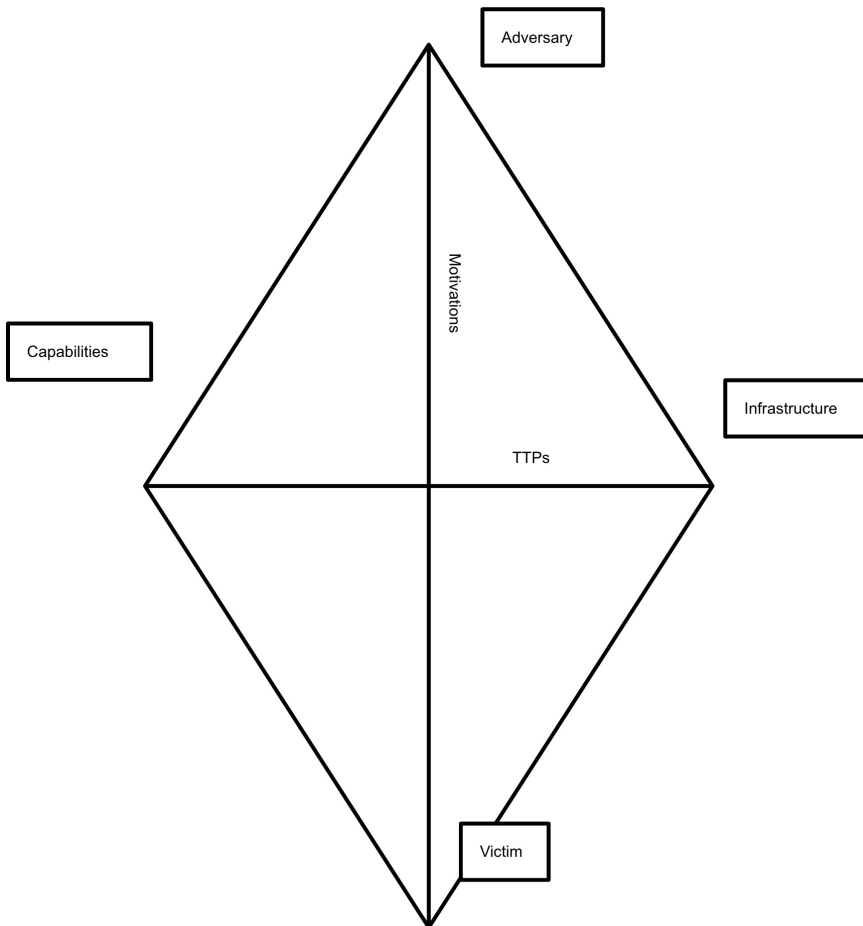 Adversary
Motivations
Capabilities
Infrastructure
TTPs
Victim